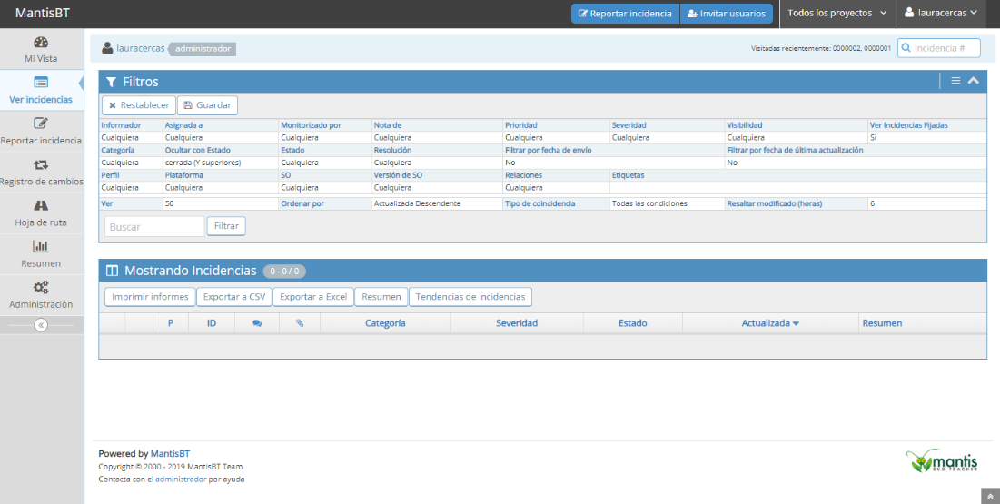 MantisBT
Reportar incidencia
Invitar usuarios
Todos los proyectos
lauracercas
Mi Vista
Ver incidencias
Reportar incidencia
Registro de cambios
Hoja de ruta
Resumen
Administración
lauracercas administrador
Visitadas recientemente: 0000002, 0000001
Incidencia #
Filtros
Restablecer Guardar
Informador Asignada a Monitorizado por Nota de Prioridad Severidad Visibilidad Ver Incidencias Fijadas
Cualquiera Cualquiera Cualquiera Cualquiera Cualquiera Cualquiera Cualquiera Sí
Categoría Ocultar con Estado Estado Resolución Filtrar por fecha de envío Filtrar por fecha de última actualización
Cualquiera cerrada (Y superiores) Cualquiera Cualquiera No No
Perfil Plataforma SO Versión de SO Relaciones Etiquetas
Cualquiera Cualquiera Cualquiera Cualquiera Cualquiera
Ver 50 Ordenar por Actualizada Descendente Tipo de coincidencia Todas las condiciones Resaltar modificado (horas) 6
Buscar Filtrar
Mostrando Incidencias 0 - 0 / 0
Imprimir informes Exportar a CSV Exportar a Excel Resumen Tendencias de incidencias
P ID Categoría Severidad Estado Actualizada Resumen
Powered by MantisBT
Copyright © 2000 - 2019 MantisBT Team
Contacta con el administrador por ayuda
mantis
BUG TRACKER